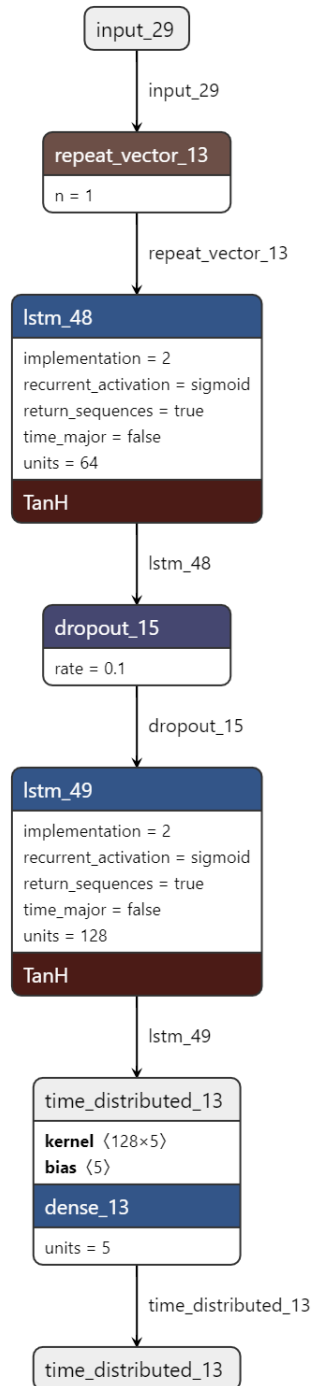 input_29
input_29
repeat_vector_13
n = 1
repeat_vector_13
lstm_48
implementation = 2
recurrent_activation = sigmoid
return_sequences = true
time_major = false
units = 64
TanH
lstm_48
dropout_15
rate = 0.1
dropout_15
lstm_49
implementation = 2
recurrent_activation = sigmoid
return_sequences = true
time_major = false
units = 128
TanH
lstm_49
time_distributed_13
kernel 〈128×5〉
bias 〈5〉
dense_13
units = 5
time_distributed_13
time_distributed_13